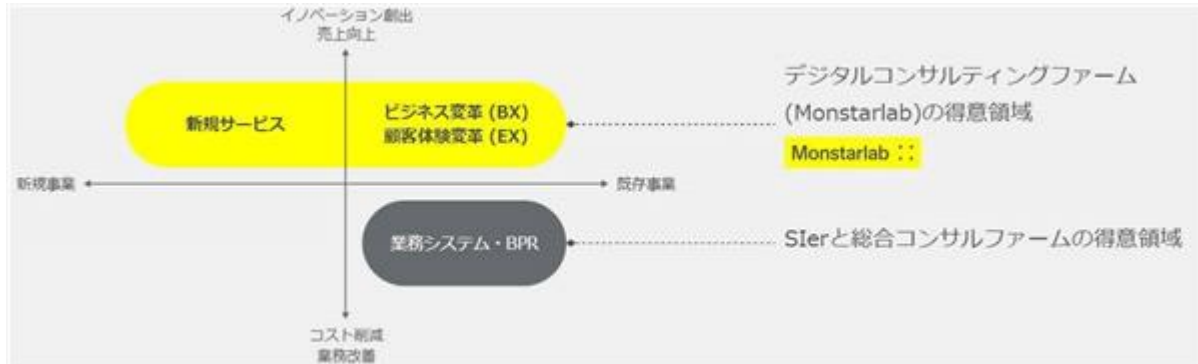 イノベーション創出
売上向上
デジタルコンサルティングファーム
(Monstarlab)の得意領域
Monstarlab
新規サービス
ビジネス変革 (BX)
顧客体験変革 (EX)
新規事業
既存事業
業務システム・BPR
SIerと総合コンサルファームの得意領域
コスト削減
業務改善